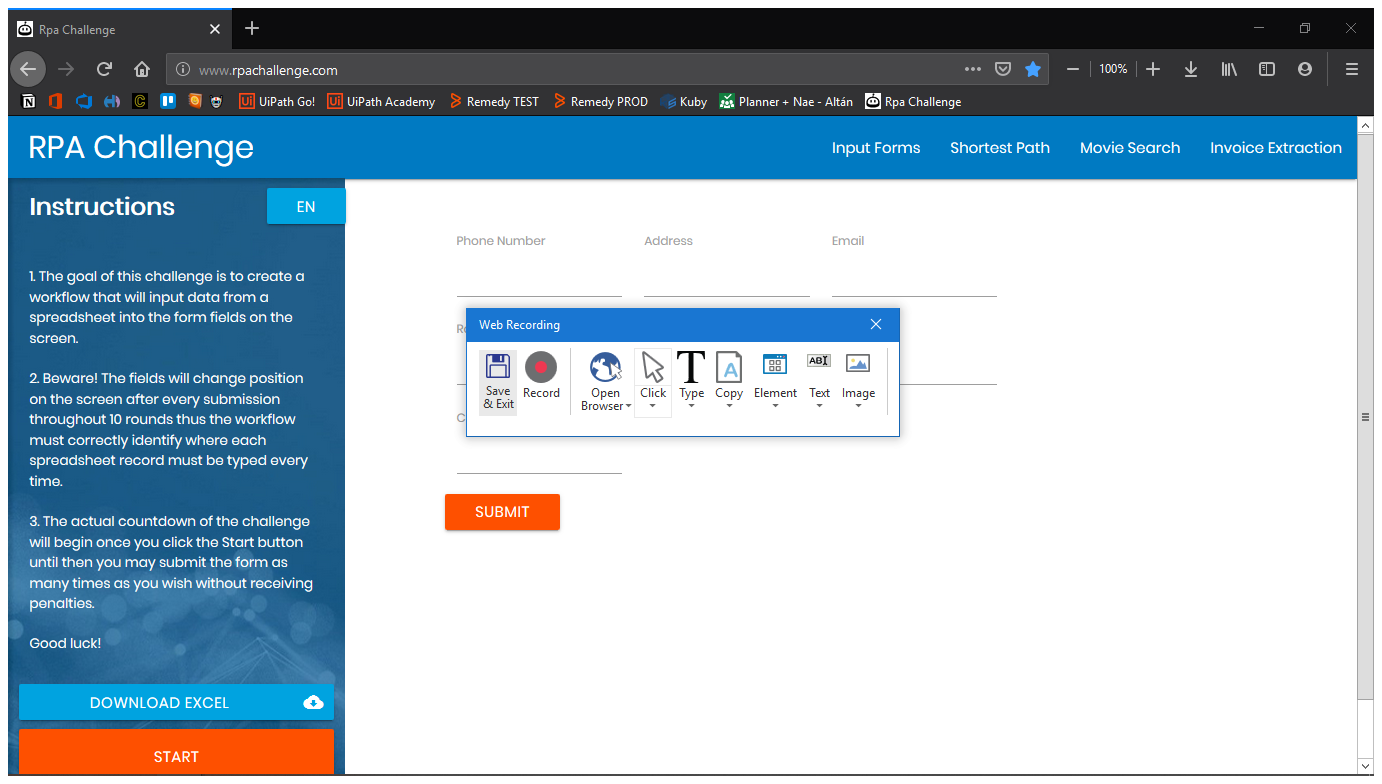 Rpa Challenge
www.rpachallenge.com
100%
UiPath Go!
UiPath Academy
Remedy TEST
Remedy PROD
Kuby
Planner + Nae - Altán
Rpa Challenge
RPA Challenge
Input Forms
Shortest Path
Movie Search
Invoice Extraction
Instructions
EN
1. The goal of this challenge is to create a
workflow that will input data from a
spreadsheet into the form fields on the
screen.
2. Beware! The fields will change position
on the screen after every submission
throughout 10 rounds thus the workflow
must correctly identify where each
spreadsheet record must be typed every
time.
3. The actual countdown of the challenge
will begin once you click the Start button
until then you may submit the form as
many times as you wish without receiving
penalties.
Good luck!
DOWNLOAD EXCEL
START
Phone Number
Address
Email
Web Recording
Save
& Exit
Record
Open
Browser
Click
Type
Copy
Element
Text
Image
SUBMIT